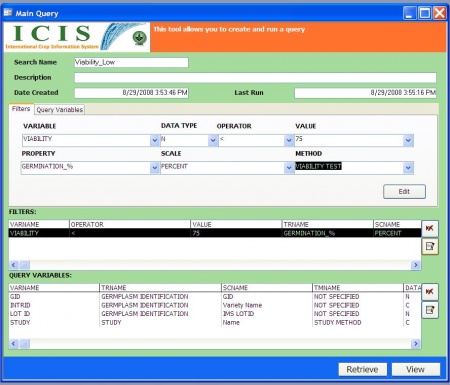 Main Query
ICIS
International Crop Information System
This tool allows you to create and run a query
Search Name Viability_Low
Description
Date Created 8/29/2008 3:53:46 PM Last Run 8/29/2008 3:55:16 PM
Filters Query Variables
VARIABLE DATA TYPE OPERATOR VALUE
VIABILITY N < 75
PROPERTY SCALE METHOD
GERMINATION_% PERCENT VIABILITY TEST
Edit
FILTERS:
VARNAME OPERATOR VALUE TRNAME SCNAME
VIABILITY < 75 GERMINATION_% PERCENT
QUERY VARIABLES:
VARNAME TRNAME SCNAME TMNAME DATA
GID GERMPLASM IDENTIFICATION GID NOT SPECIFIED N
INTRID GERMPLASM IDENTIFICATION Variety Name NOT SPECIFIED C
LOT ID GERMPLASM IDENTIFICATION IMS LOTID NOT SPECIFIED N
STUDY STUDY Name STUDY METHOD C
Retrieve View